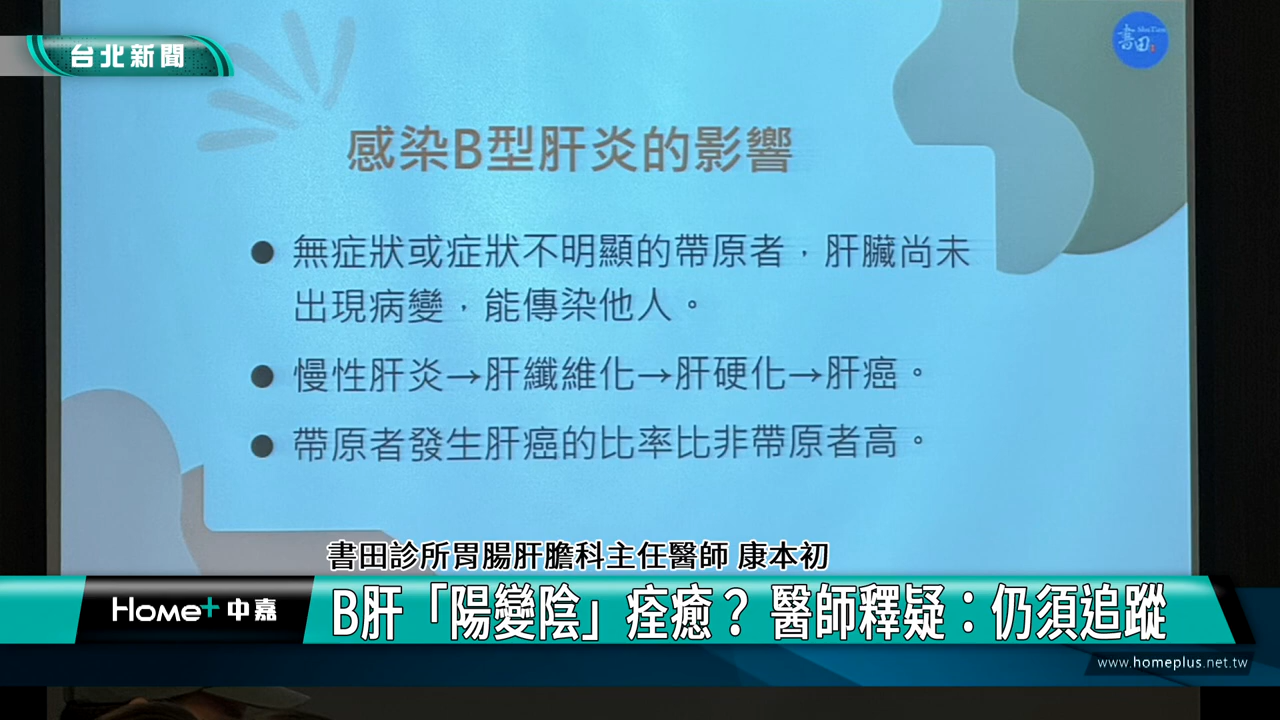 台北新聞
書田 ShuTien
感染B型肝炎的影響
● 無症狀或症狀不明顯的帶原者，肝臟尚未
出現病變，能傳染他人。
● 慢性肝炎→肝纖維化→肝硬化→肝癌。
● 帶原者發生肝癌的比率比非帶原者高。
書田診所胃腸肝膽科主任醫師 康本初
Home+ 中嘉
B肝「陽變陰」痊癒？ 醫師釋疑：仍須追蹤
www.homeplus.net.tw